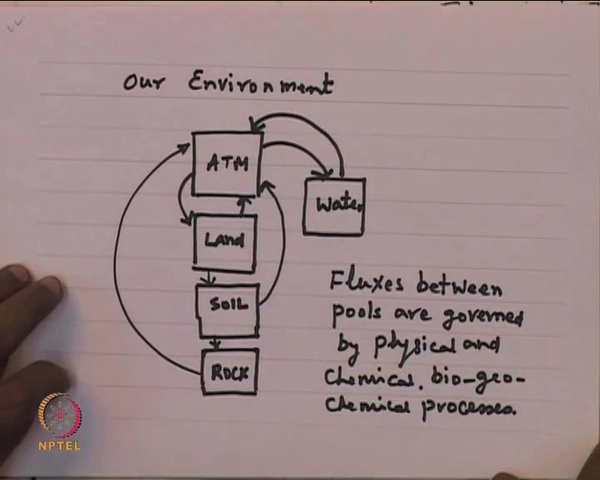 Our Environment
ATM
Water
Land
SOIL
ROCK
Fluxes between
pools are governed
by physical and
chemical, bio-geo-
chemical processes.
NPTEL